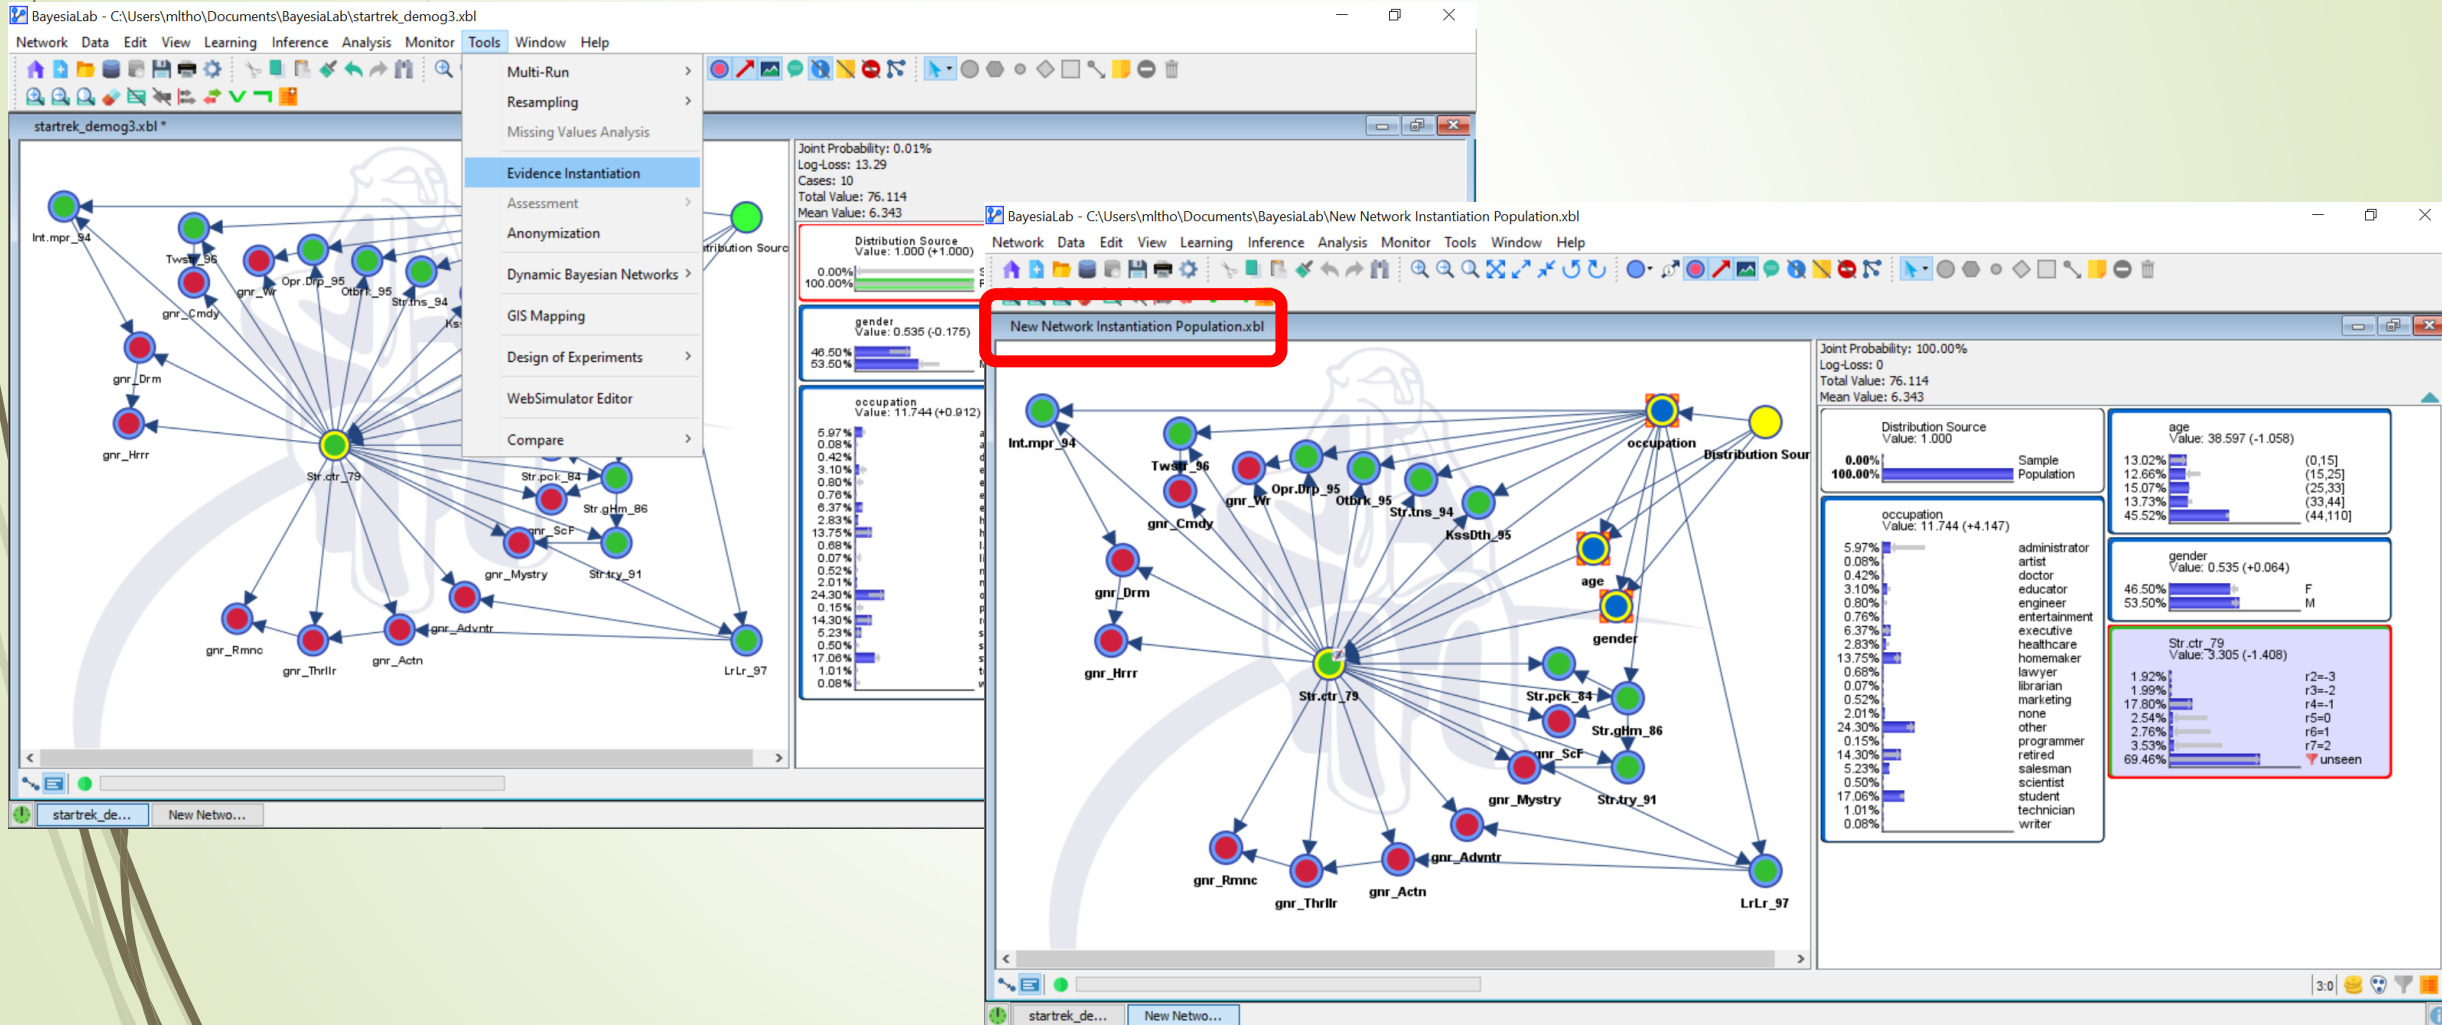 BayesiaLab - C:\Users\mltho\Documents\BayesiaLab\startrek_demog3.xbl
Network Data Edit View Learning Inference Analysis Monitor Tools Window Help
startrek_demog3.xbl *
Multi-Run
Resampling
Missing Values Analysis
Evidence Instantiation
Assessment
Anonymization
Dynamic Bayesian Networks
GIS Mapping
Design of Experiments
WebSimulator Editor
Compare
Joint Probability: 0.01%
Log-Loss: 13.29
Cases: 10
Total Value: 76.114
Mean Value: 6.343
Distribution Source
Value: 1.000 (+1.000)
0.00%
100.00%
gender
Value: 0.535 (-0.175)
46.50%
53.50%
occupation
Value: 11.744 (+0.912)
5.97%
0.08%
0.42%
3.10%
0.80%
0.76%
6.37%
2.83%
13.75%
0.68%
0.07%
0.52%
2.01%
24.30%
0.15%
14.30%
5.23%
0.50%
17.06%
1.01%
0.08%
Int.mpr_94
Twstr_96
gnr_Cmdy
gnr_Wr
Opr.Drp_95
Otbrk_95
Str.tns_94
gnr_Drm
gnr_Hrrr
Str.ctr_79
Str.pck_84
Str.gHm_86
gnr_ScF
gnr_Mystry
Str.try_91
gnr_Advntr
gnr_Rmnc
gnr_Thrllr
gnr_Actn
LrLr_97
startrek_de...
New Netwo...
BayesiaLab - C:\Users\mltho\Documents\BayesiaLab\New Network Instantiation Population.xbl
Network Data Edit View Learning Inference Analysis Monitor Tools Window Help
New Network Instantiation Population.xbl
Int.mpr_94
Twstr_96
gnr_Cmdy
gnr_Wr
Opr.Drp_95
Otbrk_95
Str.tns_94
KssDth_95
occupation
Distribution Sour
age
gender
gnr_Drm
gnr_Hrrr
Str.ctr_79
Str.pck_84
Str.gHm_86
gnr_ScF
gnr_Mystry
Str.try_91
gnr_Advntr
gnr_Rmnc
gnr_Thrllr
gnr_Actn
LrLr_97
Joint Probability: 100.00%
Log-Loss: 0
Total Value: 76.114
Mean Value: 6.343
Distribution Source
Value: 1.000
0.00% Sample
100.00% Population
occupation
Value: 11.744 (+4.147)
5.97% administrator
0.08% artist
0.42% doctor
3.10% educator
0.80% engineer
0.76% entertainment
6.37% executive
2.83% healthcare
13.75% homemaker
0.68% lawyer
0.07% librarian
0.52% marketing
2.01% none
24.30% other
0.15% programmer
14.30% retired
5.23% salesman
0.50% scientist
17.06% student
1.01% technician
0.08% writer
age
Value: 38.597 (-1.058)
13.02% (0,15]
12.66% (15,25]
15.07% (25,33]
13.73% (33,44]
45.52% (44,110]
gender
Value: 0.535 (+0.064)
46.50% F
53.50% M
Str.ctr_79
Value: 3.305 (-1.408)
1.92% r2=-3
1.99% r3=-2
17.80% r4=-1
2.54% r5=0
2.76% r6=1
3.53% r7=2
69.46% unseen
3:0
startrek_de...
New Netwo...